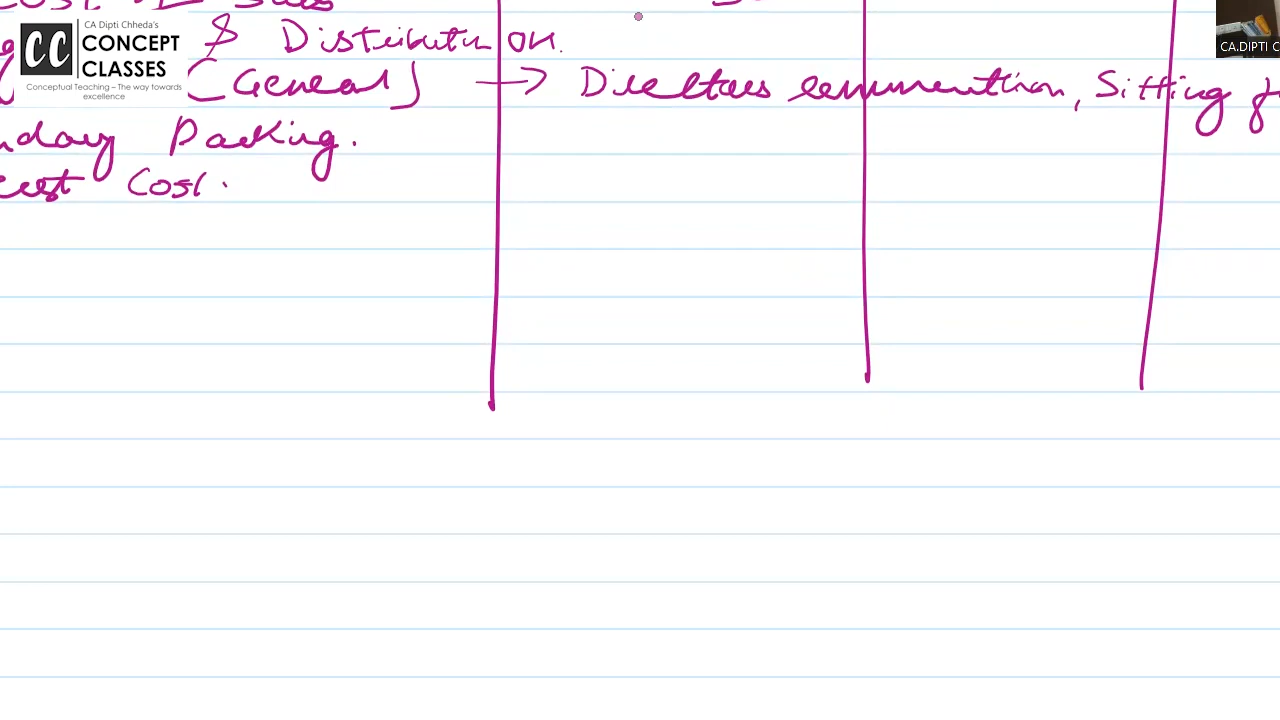 & Distribution.
CC
CA Dipti Chheda's
CONCEPT
CLASSES
Conceptual Teaching – The way towards
excellence
(General) → Directors remuneration, Sitting
Packing.
Cost.
CA.DIPTI C